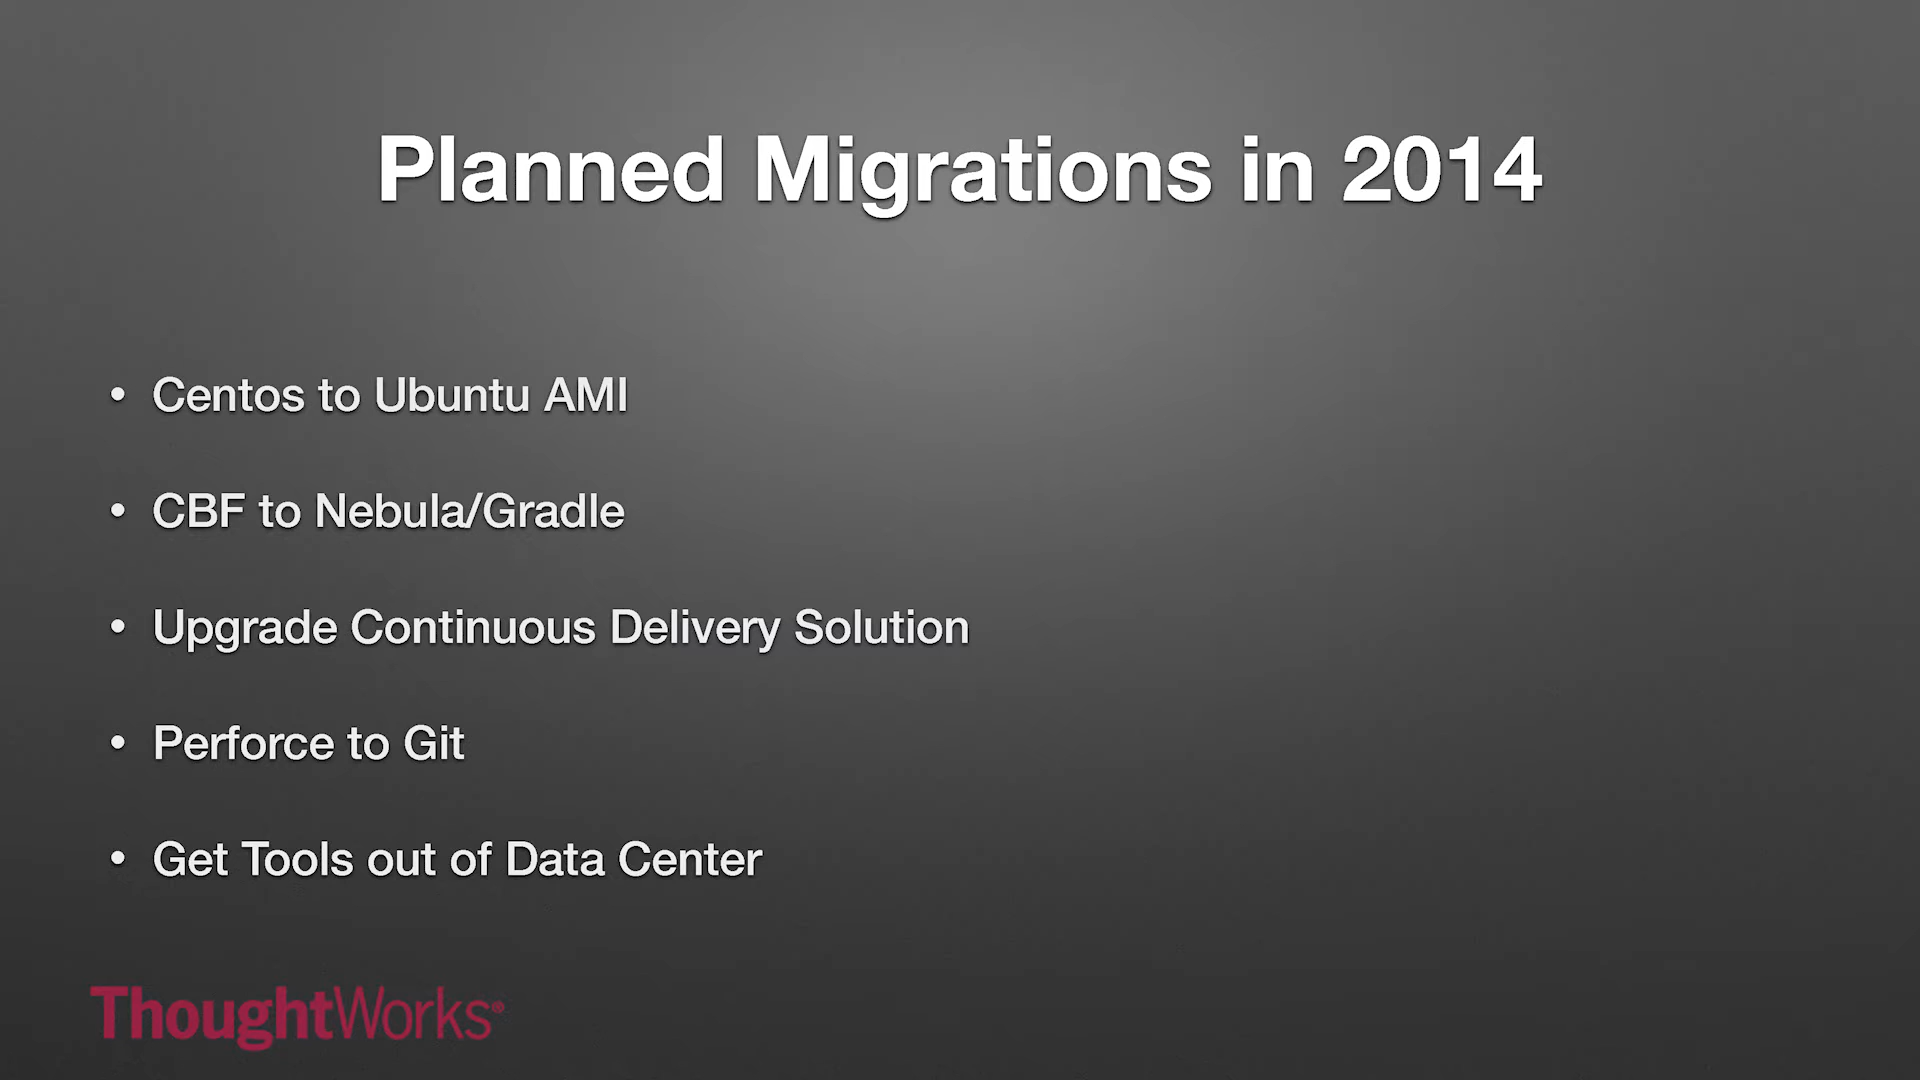 Planned Migrations in 2014
• Centos to Ubuntu AMI
• CBF to Nebula/Gradle
• Upgrade Continuous Delivery Solution
• Perforce to Git
• Get Tools out of Data Center
ThoughtWorks®